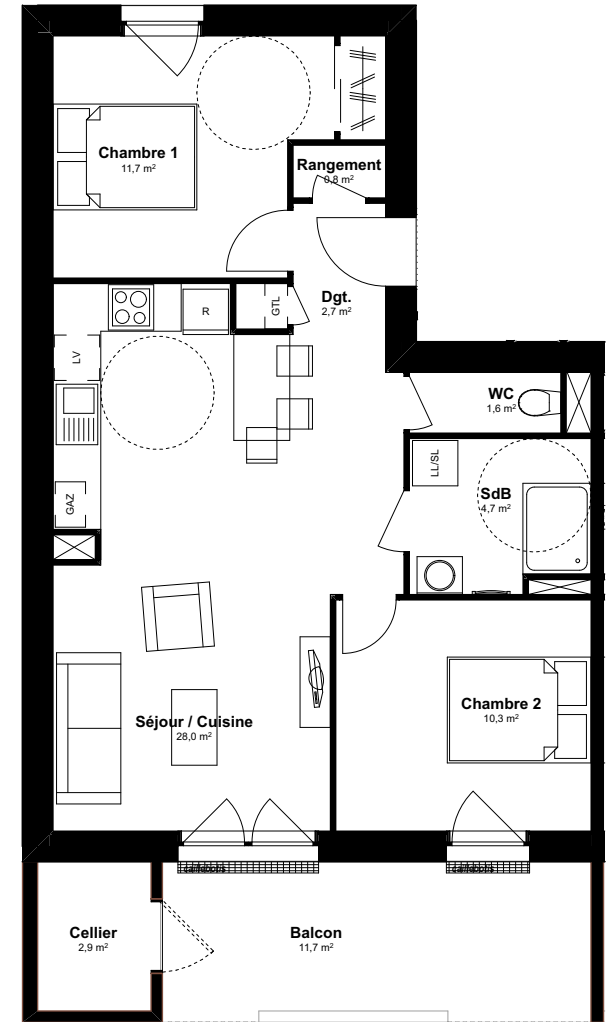 Chambre 1
11,7 m²
Rangement
0,8 m²
Dgt.
2,7 m²
GTL
R
LV
WC
1,6 m²
LL/SL
SdB
4,7 m²
GAZ
Chambre 2
10,3 m²
Séjour / Cuisine
28,0 m²
caillebotis
caillebotis
Cellier
2,9 m²
Balcon
11,7 m²